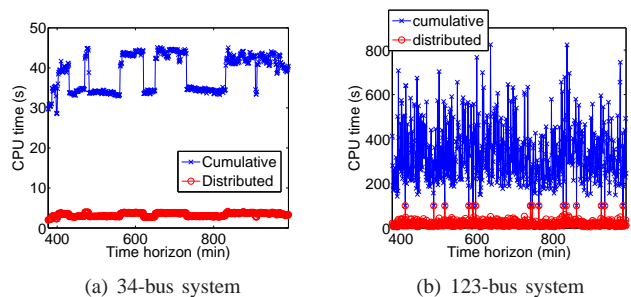 50
40
30
20
10
0
CPU time (s)
Cumulative
Distributed
400 600 800
Time horizon (min)
(a) 34-bus system
cumulative
distributed
800
600
400
200
0
CPU time (s)
400 600 800
Time horizon (min)
(b) 123-bus system